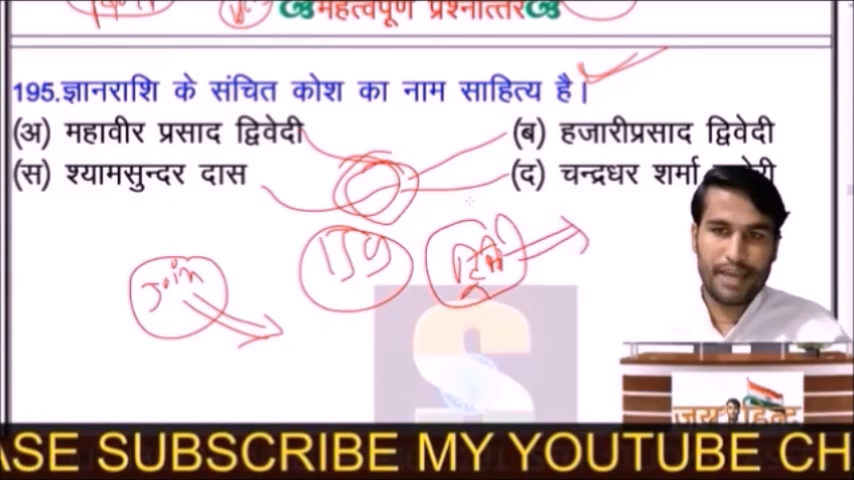 महत्वपूर्ण प्रश्नोत्तर
195.ज्ञानराशि के संचित कोश का नाम साहित्य है।
(अ) महावीर प्रसाद द्विवेदी (ब) हजारीप्रसाद द्विवेदी
(स) श्यामसुन्दर दास (द) चन्द्रधर शर्मा
Join
जय हिन्द
ASE SUBSCRIBE MY YOUTUBE CH